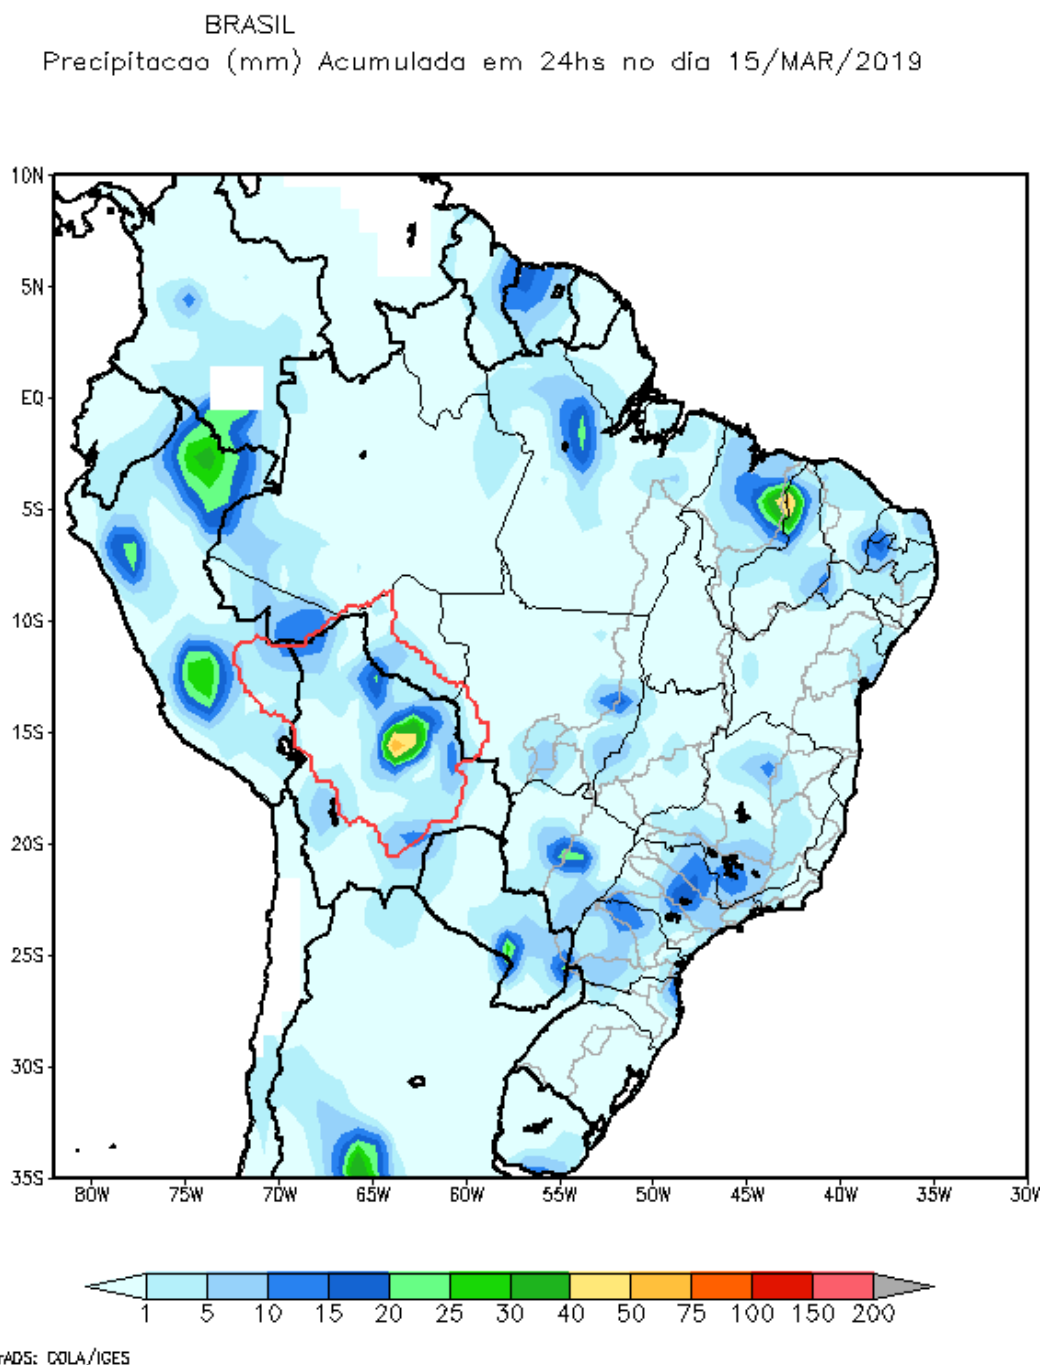 BRASIL
Precipitacao (mm) Acumulada em 24hs no dia 15/MAR/2019
10N
5N
EQ
5S
10S
15S
20S
25S
30S
35S
80W 75W 70W 65W 60W 55W 50W 45W 40W 35W 30W
1 5 10 15 20 25 30 40 50 75 100 150 200
rADS: COLA/IGES